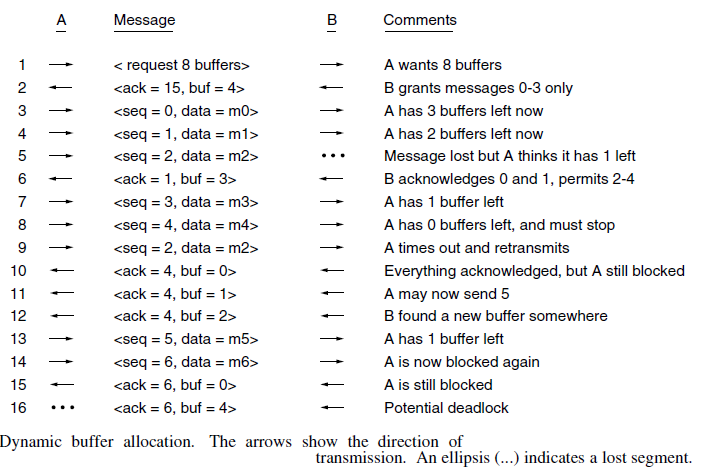 A Message B Comments
1 < request 8 buffers> A wants 8 buffers
2 <ack = 15, buf = 4> B grants messages 0-3 only
3 <seq = 0, data = m0> A has 3 buffers left now
4 <seq = 1, data = m1> A has 2 buffers left now
5 <seq = 2, data = m2> ••• Message lost but A thinks it has 1 left
6 <ack = 1, buf = 3> B acknowledges 0 and 1, permits 2-4
7 <seq = 3, data = m3> A has 1 buffer left
8 <seq = 4, data = m4> A has 0 buffers left, and must stop
9 <seq = 2, data = m2> A times out and retransmits
10 <ack = 4, buf = 0> Everything acknowledged, but A still blocked
11 <ack = 4, buf = 1> A may now send 5
12 <ack = 4, buf = 2> B found a new buffer somewhere
13 <seq = 5, data = m5> A has 1 buffer left
14 <seq = 6, data = m6> A is now blocked again
15 <ack = 6, buf = 0> A is still blocked
16 ••• <ack = 6, buf = 4> Potential deadlock
Dynamic buffer allocation. The arrows show the direction of
transmission. An ellipsis (...) indicates a lost segment.